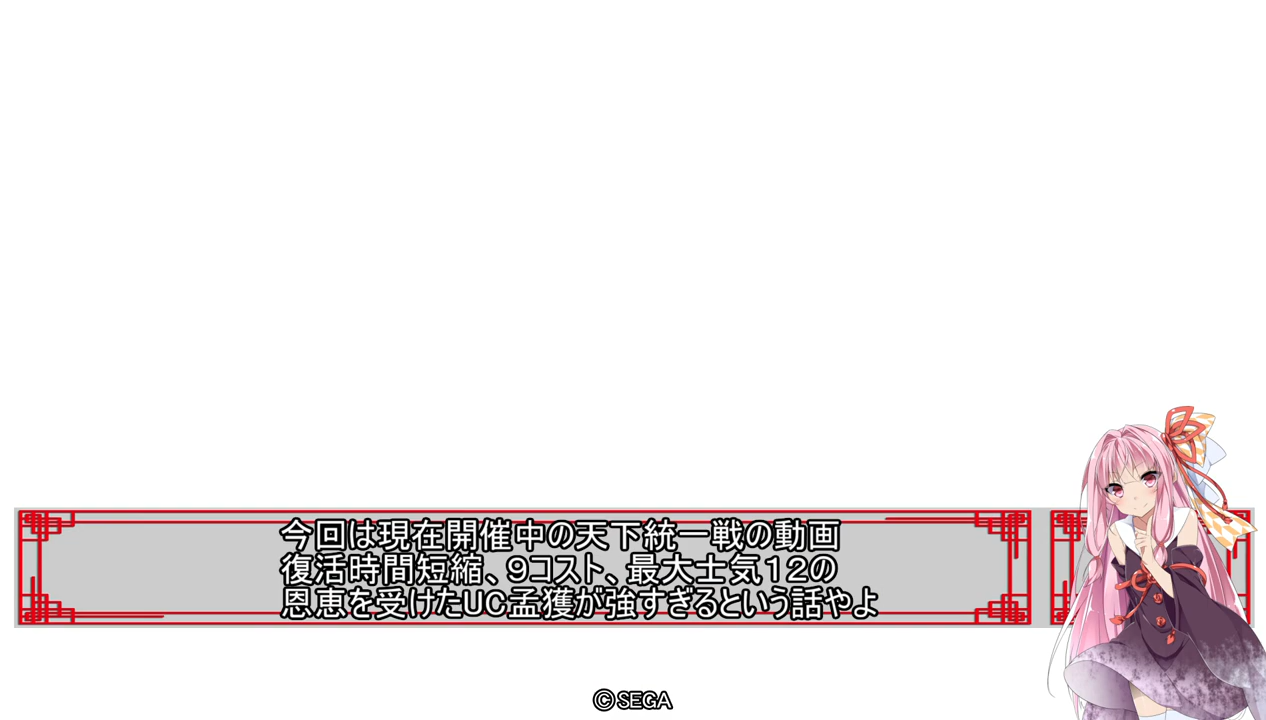 今回は現在開催中の天下統一戦の動画
復活時間短縮、９コスト、最大士気１２の
恩恵を受けたＵＣ孟獲が強すぎるという話やよ
©SEGA